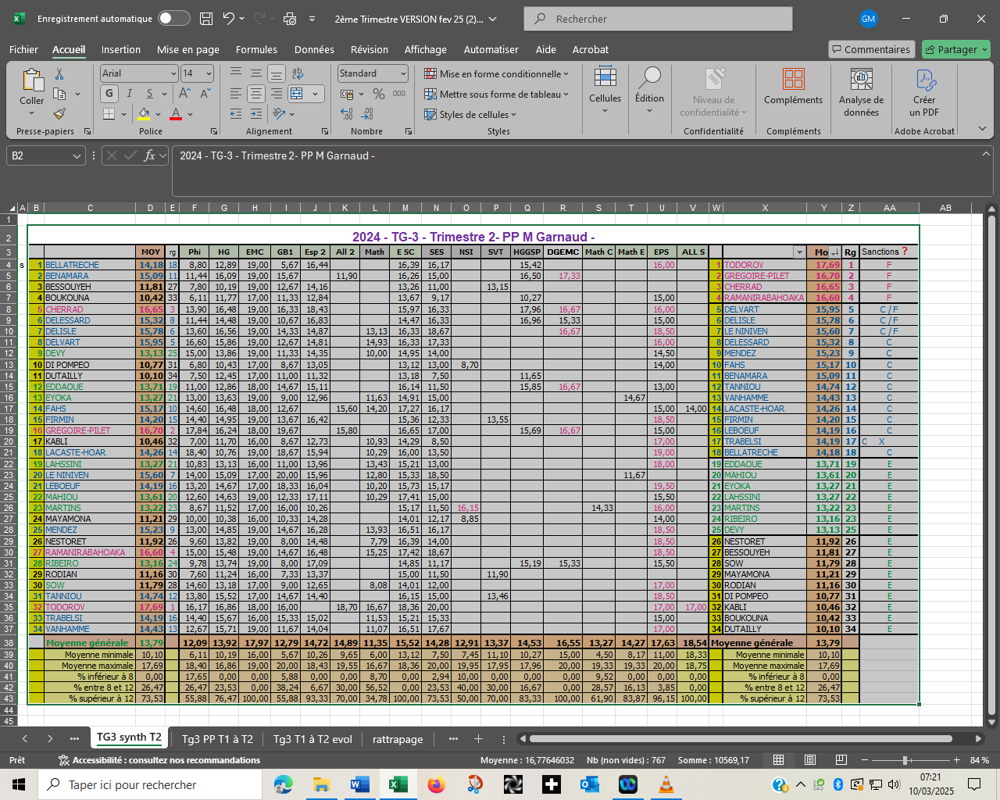 Enregistrement automatique 2ème Trimestre VERSION fev 25 (2)... Rechercher GM
Fichier Accueil Insertion Mise en page Formules Données Révision Affichage Automatiser Aide Acrobat Commentaires Partager
Coller Arial 14 Standard Mise en forme conditionnelle Mettre sous forme de tableau Styles de cellules Cellules Édition Niveau de confidentialité Compléments Analyse de données Créer un PDF
G I S % 000
Presse-papiers Police Alignement Nombre Styles Confidentialité Compléments Adobe Acrobat
B2 fx 2024 - TG-3 - Trimestre 2- PP M Garnaud -
A B C D E F G H I J K L M N O P Q R S T U V W X Y Z AA AB
1
2 2024 - TG-3 - Trimestre 2- PP M Garnaud -
3 MOY rg Phi HG EMC GB1 Esp 2 All 2 Math E SC SES NSI SVT HGGSP DGEMC Math C Math E EPS ALL S Mo Rg Sanctions ?
4 s 1 BELLATRECHE 14,18 18 8,80 12,89 19,00 5,67 16,44 16,39 16,17 15,42 16,00 1 TODOROV 17,69 1 F
5 2 BENAMARA 15,09 11 11,44 16,09 19,00 15,67 11,90 16,26 15,00 16,50 17,33 2 GREGOIRE-PILET 16,70 2 F
6 3 BESSOUYEH 11,81 27 7,80 10,19 19,00 12,67 14,16 13,26 11,00 13,15 3 CHERRAD 16,65 3 F
7 4 BOUKOUNA 10,42 33 6,11 11,77 17,00 11,33 12,84 13,67 9,17 10,27 15,00 4 RAMANIRABAHOAKA 16,60 4 F
8 5 CHERRAD 16,65 3 13,90 16,48 19,00 16,33 18,43 15,97 16,33 17,96 16,67 16,00 5 DELVART 15,95 5 C / F
9 6 DELESSARD 15,32 8 11,44 14,48 19,00 10,67 16,83 14,47 16,33 16,96 15,33 15,00 6 DELISLE 15,78 6 C / F
10 7 DELISLE 15,78 6 13,60 16,56 19,00 14,33 14,87 13,13 16,33 18,67 16,67 18,50 7 LE NINIVEN 15,60 7 C / F
11 8 DELVART 15,95 5 16,60 15,86 19,00 12,67 14,81 14,93 16,33 17,33 16,00 8 DELESSARD 15,32 8 C
12 9 DEVY 13,13 25 15,00 13,86 19,00 11,33 14,35 10,00 14,95 14,00 14,50 9 MENDEZ 15,23 9 C
13 10 DI POMPEO 10,77 31 6,80 10,43 17,00 8,67 13,05 13,12 13,00 8,70 14,00 10 FAHS 15,17 10 C
14 11 DUTAILLY 10,10 34 7,50 12,45 17,00 11,00 11,32 13,18 7,50 11,65 11 BENAMARA 15,09 11 C
15 12 EDDAOUE 13,71 19 11,00 12,86 18,00 14,67 15,11 16,14 11,50 15,85 16,67 13,00 12 TANNIOU 14,74 12 C
16 13 EYOKA 13,27 21 13,00 13,63 19,00 9,00 12,96 11,63 14,91 15,00 14,67 13 VANHAMME 14,43 13 C
17 14 FAHS 15,17 10 14,60 16,48 18,00 12,67 15,60 14,20 17,27 16,17 15,00 14,00 14 LACASTE-HOAR 14,26 14 C
18 15 FIRMIN 14,20 15 14,40 14,95 19,00 13,67 16,42 15,36 12,33 13,55 18,50 15 FIRMIN 14,20 15 C
19 16 GREGOIRE-PILET 16,70 2 17,84 16,24 18,00 19,67 15,80 16,65 17,00 15,69 16,67 15,00 16 LEBOEUF 14,19 16 C
20 17 KABLI 10,46 32 7,00 11,70 16,00 8,67 12,73 10,93 14,29 8,50 17,00 17 TRABELSI 14,19 17 C X
21 18 LACASTE-HOAR 14,26 14 18,40 10,76 19,00 18,67 15,94 10,29 16,00 13,50 19,00 18 BELLATRECHE 14,18 18 C
22 19 LAHSSINI 13,27 21 10,83 13,13 16,00 11,00 13,96 13,43 15,21 13,00 18,00 19 EDDAOUE 13,71 19 E
23 20 LE NINIVEN 15,60 7 14,00 15,09 17,00 20,00 15,96 12,80 15,33 18,50 11,67 20 MAHIOU 13,61 20 E
24 21 LEBOEUF 14,19 16 13,20 14,67 17,00 18,33 16,04 10,20 15,73 15,17 19,50 21 EYOKA 13,27 21 E
25 22 MAHIOU 13,61 20 12,60 14,63 19,00 12,33 17,11 10,29 17,41 15,00 15,50 22 LAHSSINI 13,27 22 E
26 23 MARTINS 13,22 23 8,67 11,52 17,00 16,00 10,26 15,17 11,50 16,15 14,33 16,00 23 MARTINS 13,22 23 E
27 24 MAYAMONA 11,21 29 10,00 10,38 16,00 10,33 14,28 14,01 12,17 8,85 14,00 24 RIBEIRO 13,16 24 E
28 25 MENDEZ 15,23 9 13,00 14,85 19,00 14,67 16,28 13,93 16,51 16,17 18,50 25 DEVY 13,13 25 E
29 26 NESTORET 11,92 26 9,60 13,82 19,00 8,00 14,48 7,79 16,39 14,00 18,50 26 NESTORET 11,92 26 E
30 27 RAMANIRABAHOAKA 16,60 4 15,00 15,48 19,00 14,67 16,48 15,25 17,42 18,67 18,50 27 BESSOUYEH 11,81 27 E
31 28 RIBEIRO 13,16 24 9,78 13,74 19,00 8,00 17,09 14,85 11,17 15,19 15,33 15,50 28 SOW 11,79 28 E
32 29 RODIAN 11,16 30 7,60 11,24 16,00 7,33 13,37 15,00 11,50 11,90 29 MAYAMONA 11,21 29 E
33 30 SOW 11,79 28 14,60 13,18 17,00 9,00 12,65 8,08 14,01 12,00 17,00 30 RODIAN 11,16 30 E
34 31 TANNIOU 14,74 12 13,80 15,52 17,00 14,67 14,40 16,15 15,00 13,46 18,50 31 DI POMPEO 10,77 31 E
35 32 TODOROV 17,69 1 16,17 16,86 18,00 16,00 18,70 16,67 18,36 20,00 17,00 17,00 32 KABLI 10,46 32 E
36 33 TRABELSI 14,19 16 14,40 15,67 16,00 15,33 15,02 11,53 15,21 15,33 15,00 33 BOUKOUNA 10,42 33 E
37 34 VANHAMME 14,43 13 12,67 15,71 19,00 14,67 14,02 11,07 16,51 17,67 17,00 34 DUTAILLY 10,10 34 E
38 Moyenne générale 13,79 12,09 13,92 17,97 12,79 14,72 14,89 11,35 15,52 14,28 12,91 13,37 14,53 16,55 13,27 14,27 17,63 18,54 Moyenne générale 13,79
39 Moyenne minimale 10,10 6,11 10,19 16,00 5,67 10,26 9,65 6,00 13,12 7,50 7,45 11,10 10,27 15,00 4,50 8,17 11,00 18,33 Moyenne minimale 10,10
40 Moyenne maximale 17,69 18,40 16,86 19,00 20,00 18,43 19,55 16,67 18,36 20,00 19,95 17,95 17,96 20,00 19,33 19,33 20,00 18,75 Moyenne maximale 17,69
41 % inférieur à 8 0,00 17,65 0,00 0,00 5,88 0,00 0,00 8,70 0,00 2,94 10,00 0,00 0,00 0,00 9,52 0,00 0,00 0,00 % inférieur à 8 0,00
42 % entre 8 et 12 26,47 26,47 23,53 0,00 38,24 6,67 30,00 56,52 0,00 23,53 40,00 30,00 16,67 0,00 28,57 16,13 3,85 0,00 % entre 8 et 12 26,47
43 % supérieur à 12 73,53 55,88 76,47 100,00 55,88 93,33 70,00 34,78 100,00 73,53 50,00 70,00 83,33 100,00 61,90 83,87 96,15 100,00 % supérieur à 12 73,53
44
45
TG3 synth T2 Tg3 PP T1 à T2 Tg3 T1 à T2 evol rattrapage
Prêt Accessibilité : consultez nos recommandations Moyenne : 16,77646032 Nb (non vides) : 767 Somme : 10569,17 84 %
Taper ici pour rechercher 07:21
10/03/2025